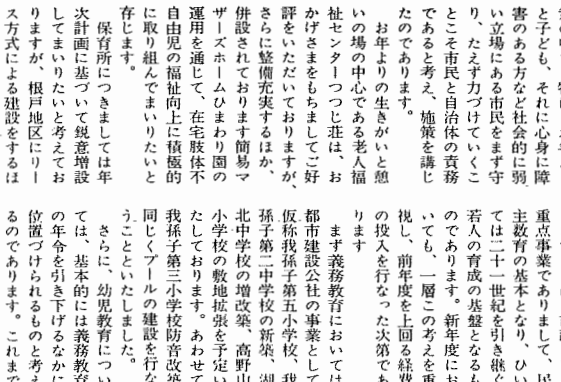 と子ども、それに心身に障
害のある方など社会的に弱
い立場にある市民をまず守
り、たえず力づけていくこ
とこそ市民と自治体の責務
であると考え、施策を講じ
たのであります。
お年よりの生きがいと憩
いの場の中心である老人福
祉センターつつじ荘は、お
かげさまをもちましてご好
評をいただいておりますが、
さらに整備充実するほか、
併設されております簡易マ
ザーズホームひまわり園の
運用を通じて、在宅肢体不
自由児の福祉向上に積極的
に取り組んでまいりたいと
存じます。
保育所につきましては年
次計画に基づいて鋭意増設
してまいりたいと考えてお
りますが、根戸地区にリー
ス方式による建設をするほ
重点事業でありまして、民
主教育の基本となり、ひい
ては二十一世紀を引き継ぐ
若人の育成の基盤となるも
のであります。新年度にお
いても、一層この考えを重
視し、前年度を上回る経費
の投入を行なった次第であ
ります
まず義務教育においては
都市建設公社の事業として
仮称我孫子第五小学校、我
孫子第二中学校の新築、湖
北中学校の増改築、高野山
小学校の敷地拡張を予定い
たしております。あわせて
我孫子第三小学校防音改築
同じくプールの建設を行な
うことといたしました。
さらに、幼児教育につい
ては、基本的には義務教育
の年令を引き下げるなかに
位置づけられるものと考え
るのであります。これまで